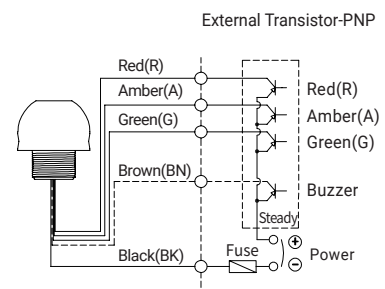 External Transistor-PNP
Red(R)
Amber(A)
Green(G)
Brown(BN)
Black(BK)
Red(R)
Amber(A)
Green(G)
Buzzer
Steady
Fuse
+
−
Power